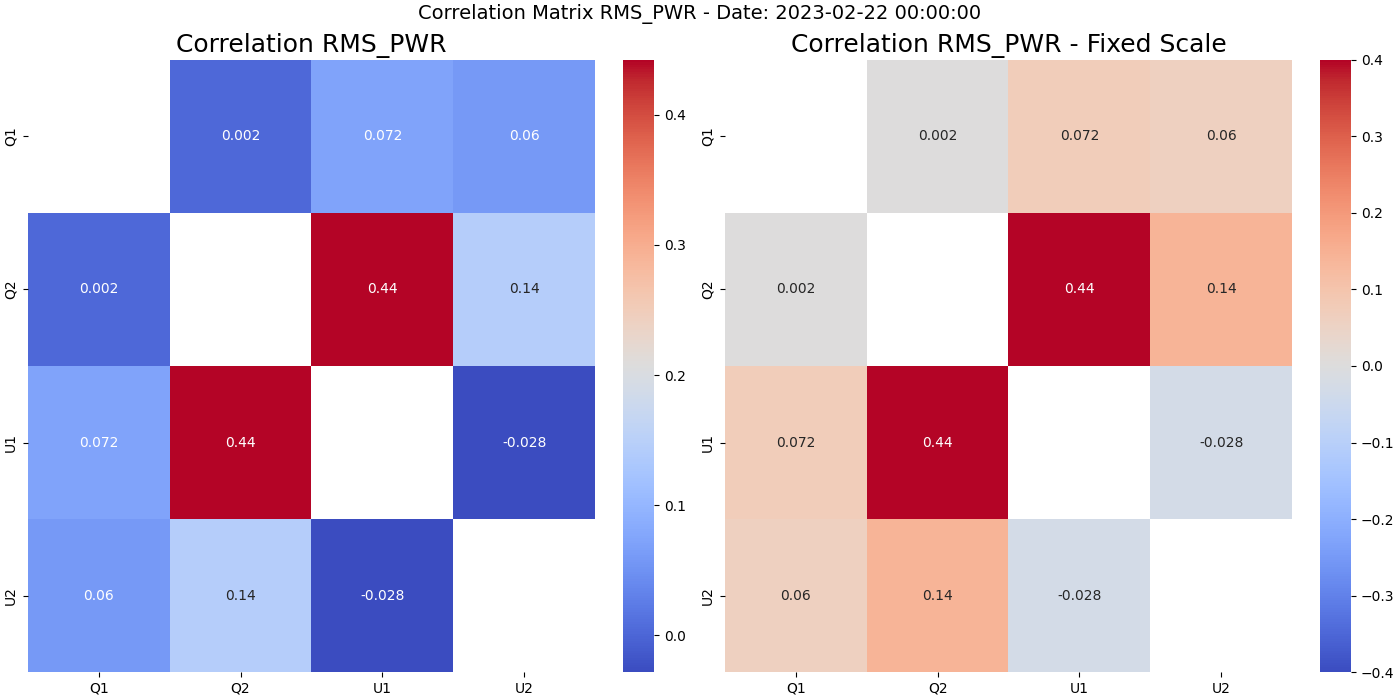 Correlation Matrix RMS_PWR - Date: 2023-02-22 00:00:00
Correlation RMS_PWR
Q1
0.002
0.072
0.06
Q2
0.002
0.44
0.14
U1
0.072
0.44
-0.028
U2
0.06
0.14
-0.028
Q1
Q2
U1
U2
0.4
0.3
0.2
0.1
0.0
Correlation RMS_PWR - Fixed Scale
Q1
0.002
0.072
0.06
Q2
0.002
0.44
0.14
U1
0.072
0.44
-0.028
U2
0.06
0.14
-0.028
Q1
Q2
U1
U2
0.4
0.3
0.2
0.1
0.0
−0.1
−0.2
−0.3
−0.4